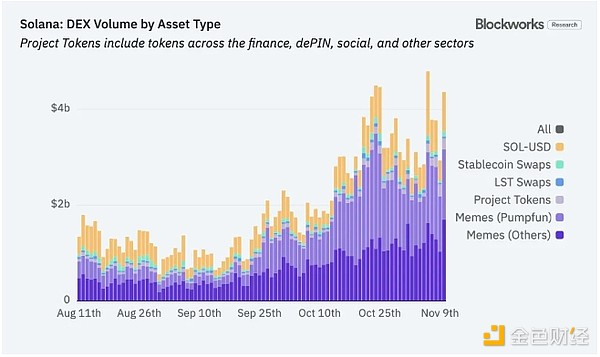 Solana: DEX Volume by Asset Type
Blockworks Research
Project Tokens include tokens across the finance, dePIN, social, and other sectors
$4b
$2b
0
Aug 11th Aug 26th Sep 10th Sep 25th Oct 10th Oct 25th Nov 9th
All
SOL-USD
Stablecoin Swaps
LST Swaps
Project Tokens
Memes (Pumpfun)
Memes (Others)
金色财经